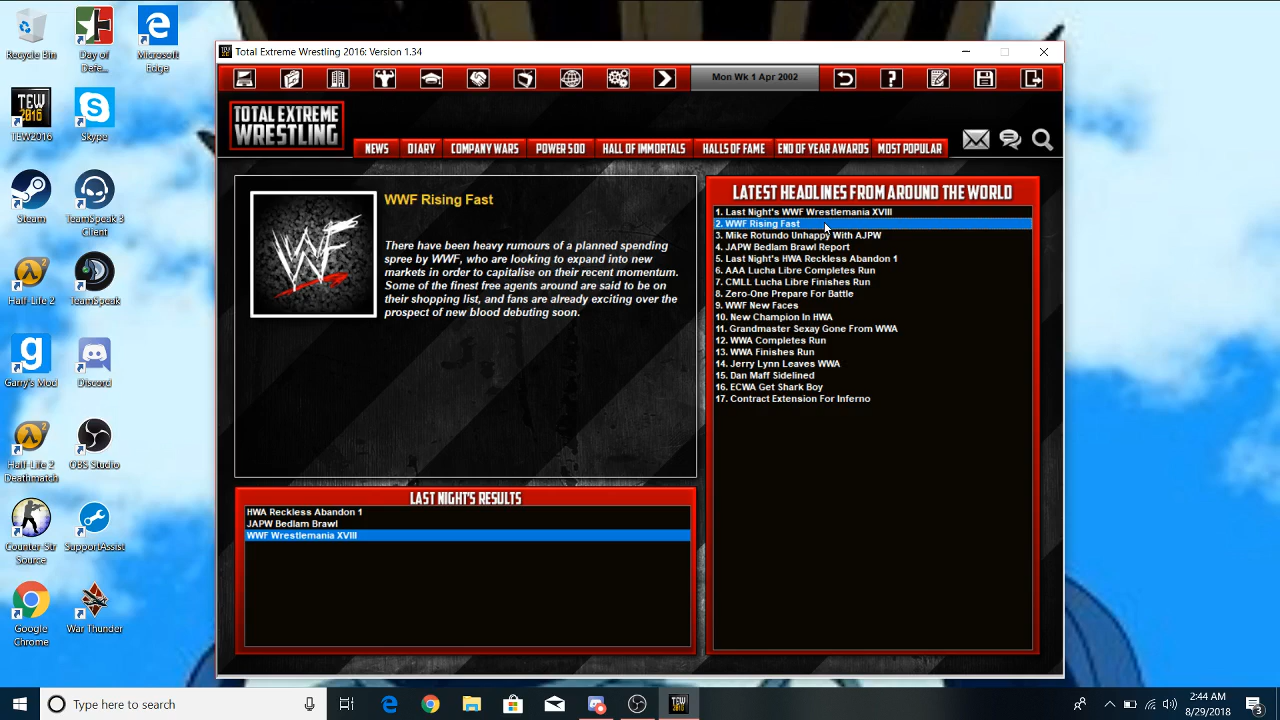 Recycle Bin
Day of
Defe...
Microsoft
Edge
TEW2016
Skype
Steam
TeamSpeak 3
Client
Half-Life 2
TeamSpeak
Garry's Mod
Discord
Half-Life 2
Deathmatch
OBS Studio
Counter-Str
Source
SupportAssist
Google
Chrome
War Thunder
Total Extreme Wrestling 2016: Version 1.34
Mon Wk 1 Apr 2002
TOTAL EXTREME
WRESTLING
NEWS
DIARY
COMPANY WARS
POWER 500
HALL OF IMMORTALS
HALLS OF FAME
END OF YEAR AWARDS
MOST POPULAR
WWF Rising Fast
There have been heavy rumours of a planned spending
spree by WWF, who are looking to expand into new
markets in order to capitalise on their recent momentum.
Some of the finest free agents around are said to be on
their shopping list, and fans are already exciting over the
prospect of new blood debuting soon.
LAST NIGHT'S RESULTS
HWA Reckless Abandon 1
JAPW Bedlam Brawl
WWF Wrestlemania XVIII
LATEST HEADLINES FROM AROUND THE WORLD
1. Last Night's WWF Wrestlemania XVIII
2. WWF Rising Fast
3. Mike Rotundo Unhappy With AJPW
4. JAPW Bedlam Brawl Report
5. Last Night's HWA Reckless Abandon 1
6. AAA Lucha Libre Completes Run
7. CMLL Lucha Libre Finishes Run
8. Zero-One Prepare For Battle
9. WWF New Faces
10. New Champion In HWA
11. Grandmaster Sexay Gone From WWA
12. WWA Completes Run
13. WWA Finishes Run
14. Jerry Lynn Leaves WWA
15. Dan Maff Sidelined
16. ECWA Get Shark Boy
17. Contract Extension For Inferno
Type here to search
2:44 AM
8/29/2018
3